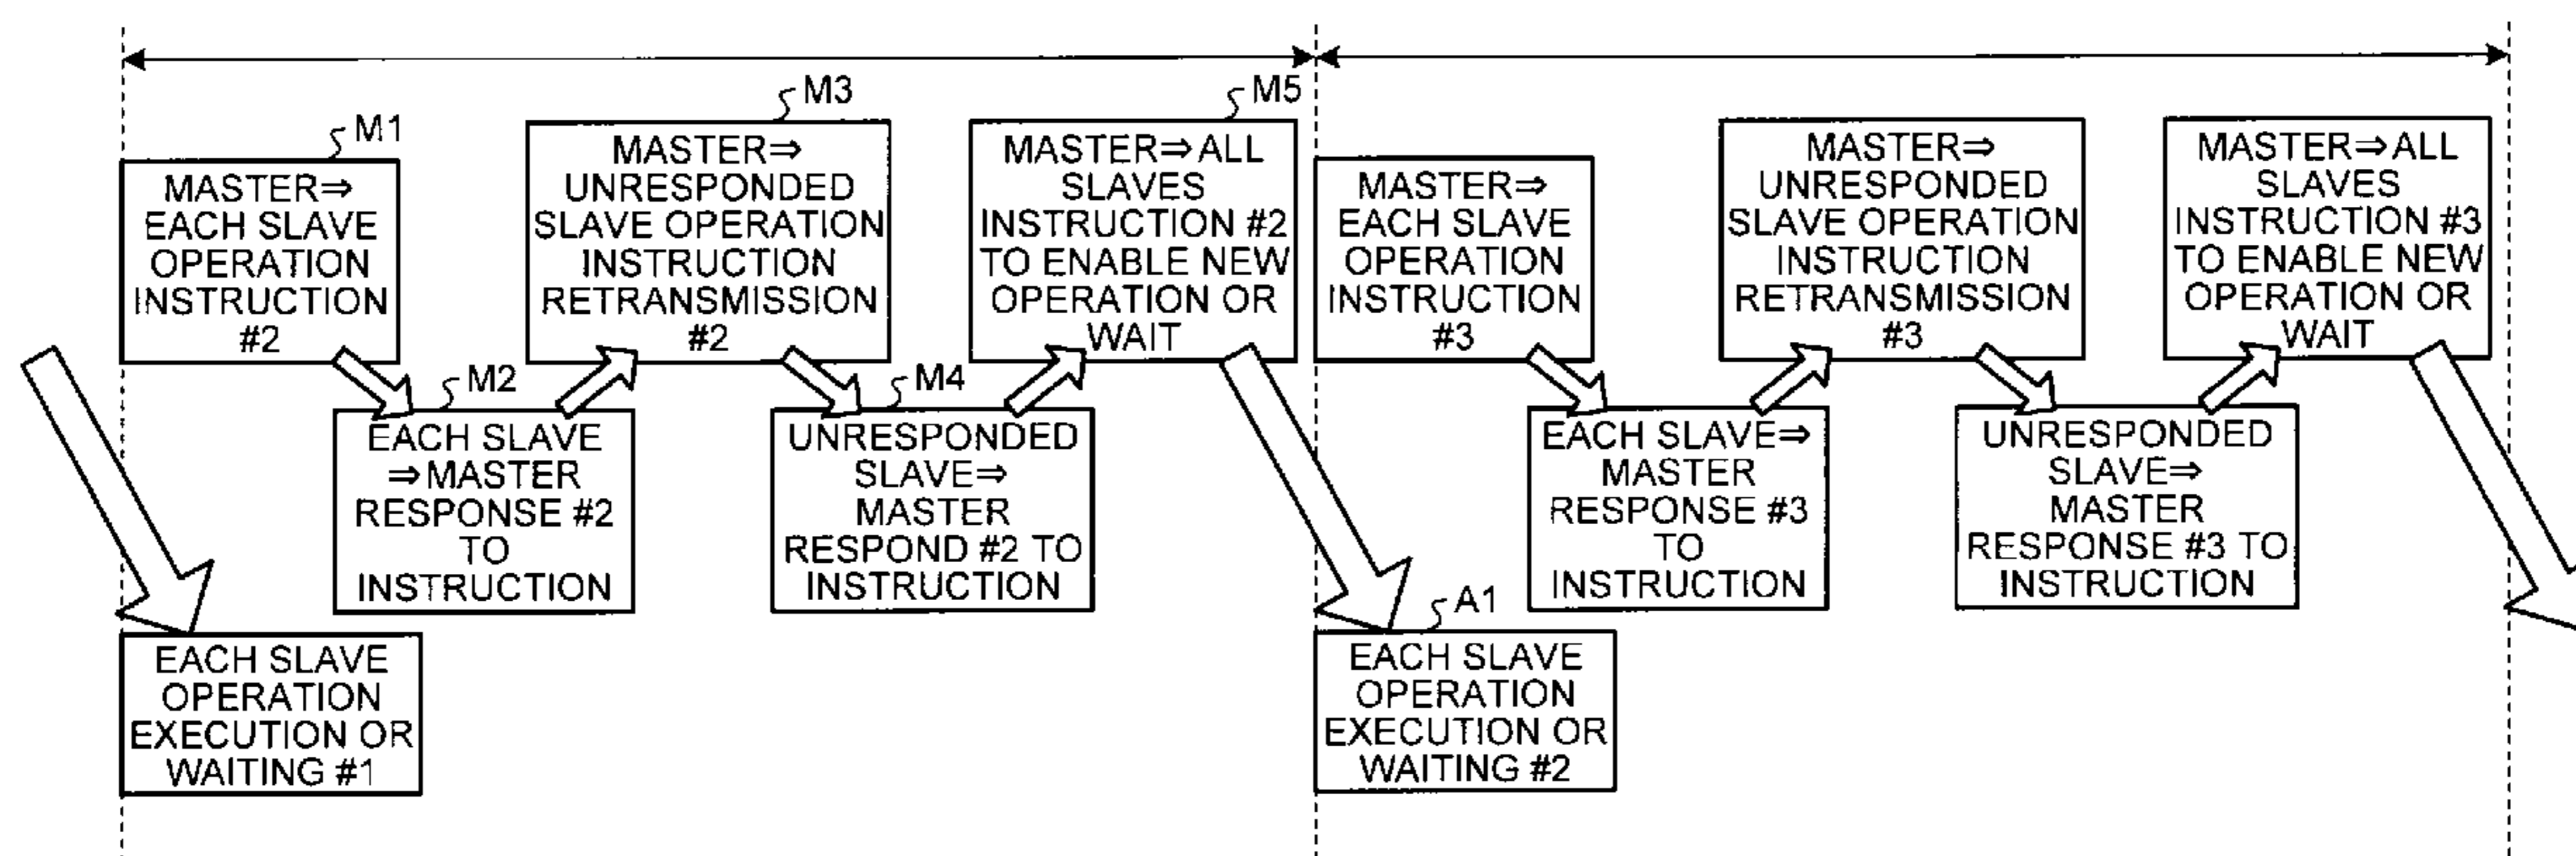 M1
MASTER⇒
EACH SLAVE
OPERATION
INSTRUCTION
#2
M2
EACH SLAVE
⇒MASTER
RESPONSE #2
TO
INSTRUCTION
M3
MASTER⇒
UNRESPONDED
SLAVE OPERATION
INSTRUCTION
RETRANSMISSION
#2
M4
UNRESPONDED
SLAVE⇒
MASTER
RESPOND #2 TO
INSTRUCTION
M5
MASTER⇒ALL
SLAVES
INSTRUCTION #2
TO ENABLE NEW
OPERATION OR
WAIT
EACH SLAVE
OPERATION
EXECUTION OR
WAITING #1
MASTER⇒
EACH SLAVE
OPERATION
INSTRUCTION
#3
EACH SLAVE⇒
MASTER
RESPONSE #3
TO
INSTRUCTION
MASTER⇒
UNRESPONDED
SLAVE OPERATION
INSTRUCTION
RETRANSMISSION
#3
UNRESPONDED
SLAVE⇒
MASTER
RESPONSE #3 TO
INSTRUCTION
MASTER⇒ALL
SLAVES
INSTRUCTION #3
TO ENABLE NEW
OPERATION OR
WAIT
A1
EACH SLAVE
OPERATION
EXECUTION OR
WAITING #2